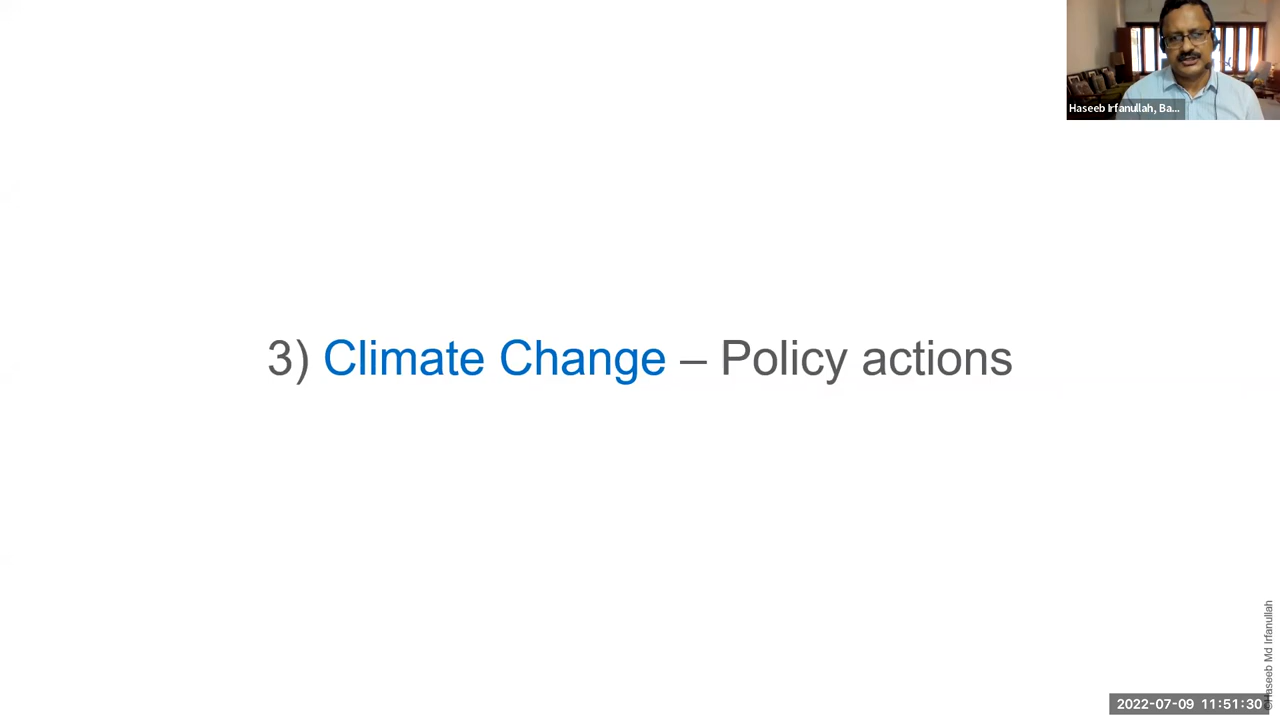 Haseeb Irfanullah, Ba...
3) Climate Change – Policy actions
©Haseeb Md Irfanullah
2022-07-09 11:51:30